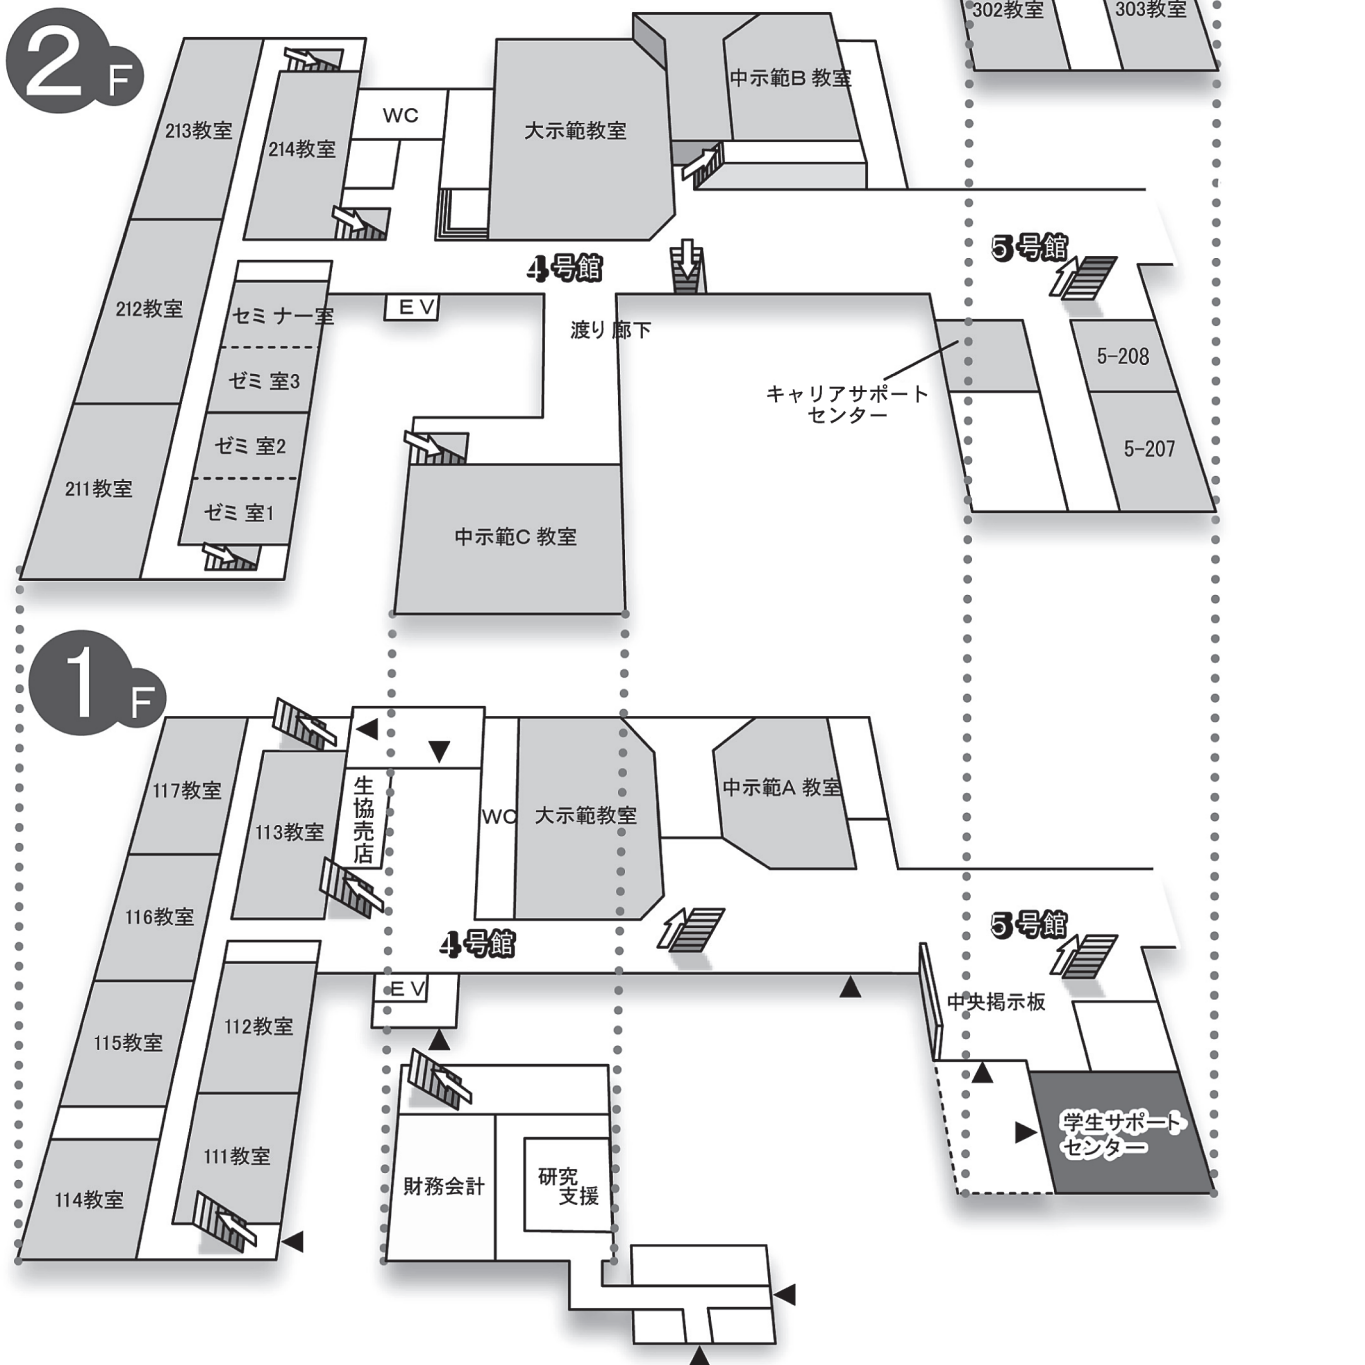 302教室
303教室
2F
213教室
214教室
WC
大示範教室
中示範B 教室
212教室
セミ ナー室
ゼミ 室3
ゼミ 室2
ゼミ 室1
211教室
4号館
EV
渡り 廊下
中示範C 教室
5号館
キャリアサポート
センター
5-208
5-207
1F
117教室
113教室
生協売店
WC
大示範教室
中示範A 教室
116教室
4号館
EV
5号館
中央掲示板
115教室
112教室
111教室
114教室
財務会計
研究
支援
学生サポート
センター